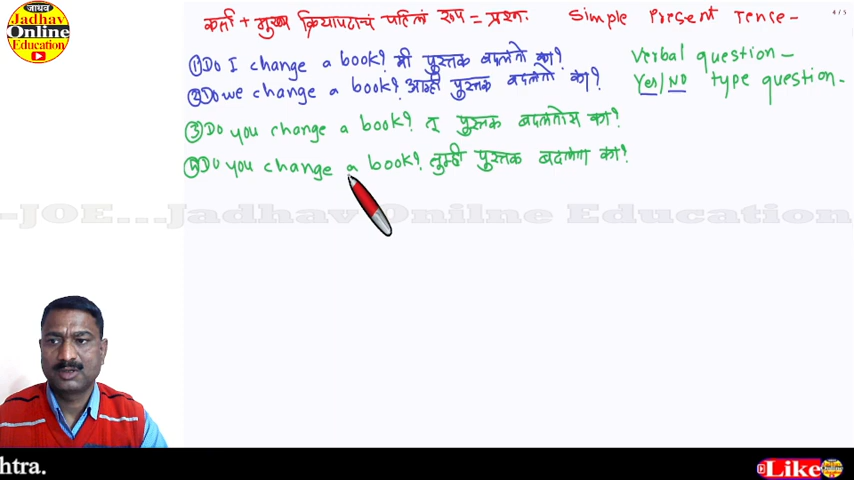 जाधव
Jadhav
Online
Education
कर्ता + मुख्य क्रियापदाचं पहिलं रूप = प्रश्न. Simple Present Tense-
4/5
① Do I change a book? मी पुस्तक बदलतो का?
Verbal question -
② Do we change a book? आम्ही पुस्तक बदलतो का?
Yes/No type question-
③ Do you change a book? तू पुस्तक बदलतोस का?
Do you change a book? तुम्ही पुस्तक बदलता का?
-JOE...Jadhav Onilne Education
htra.
Like